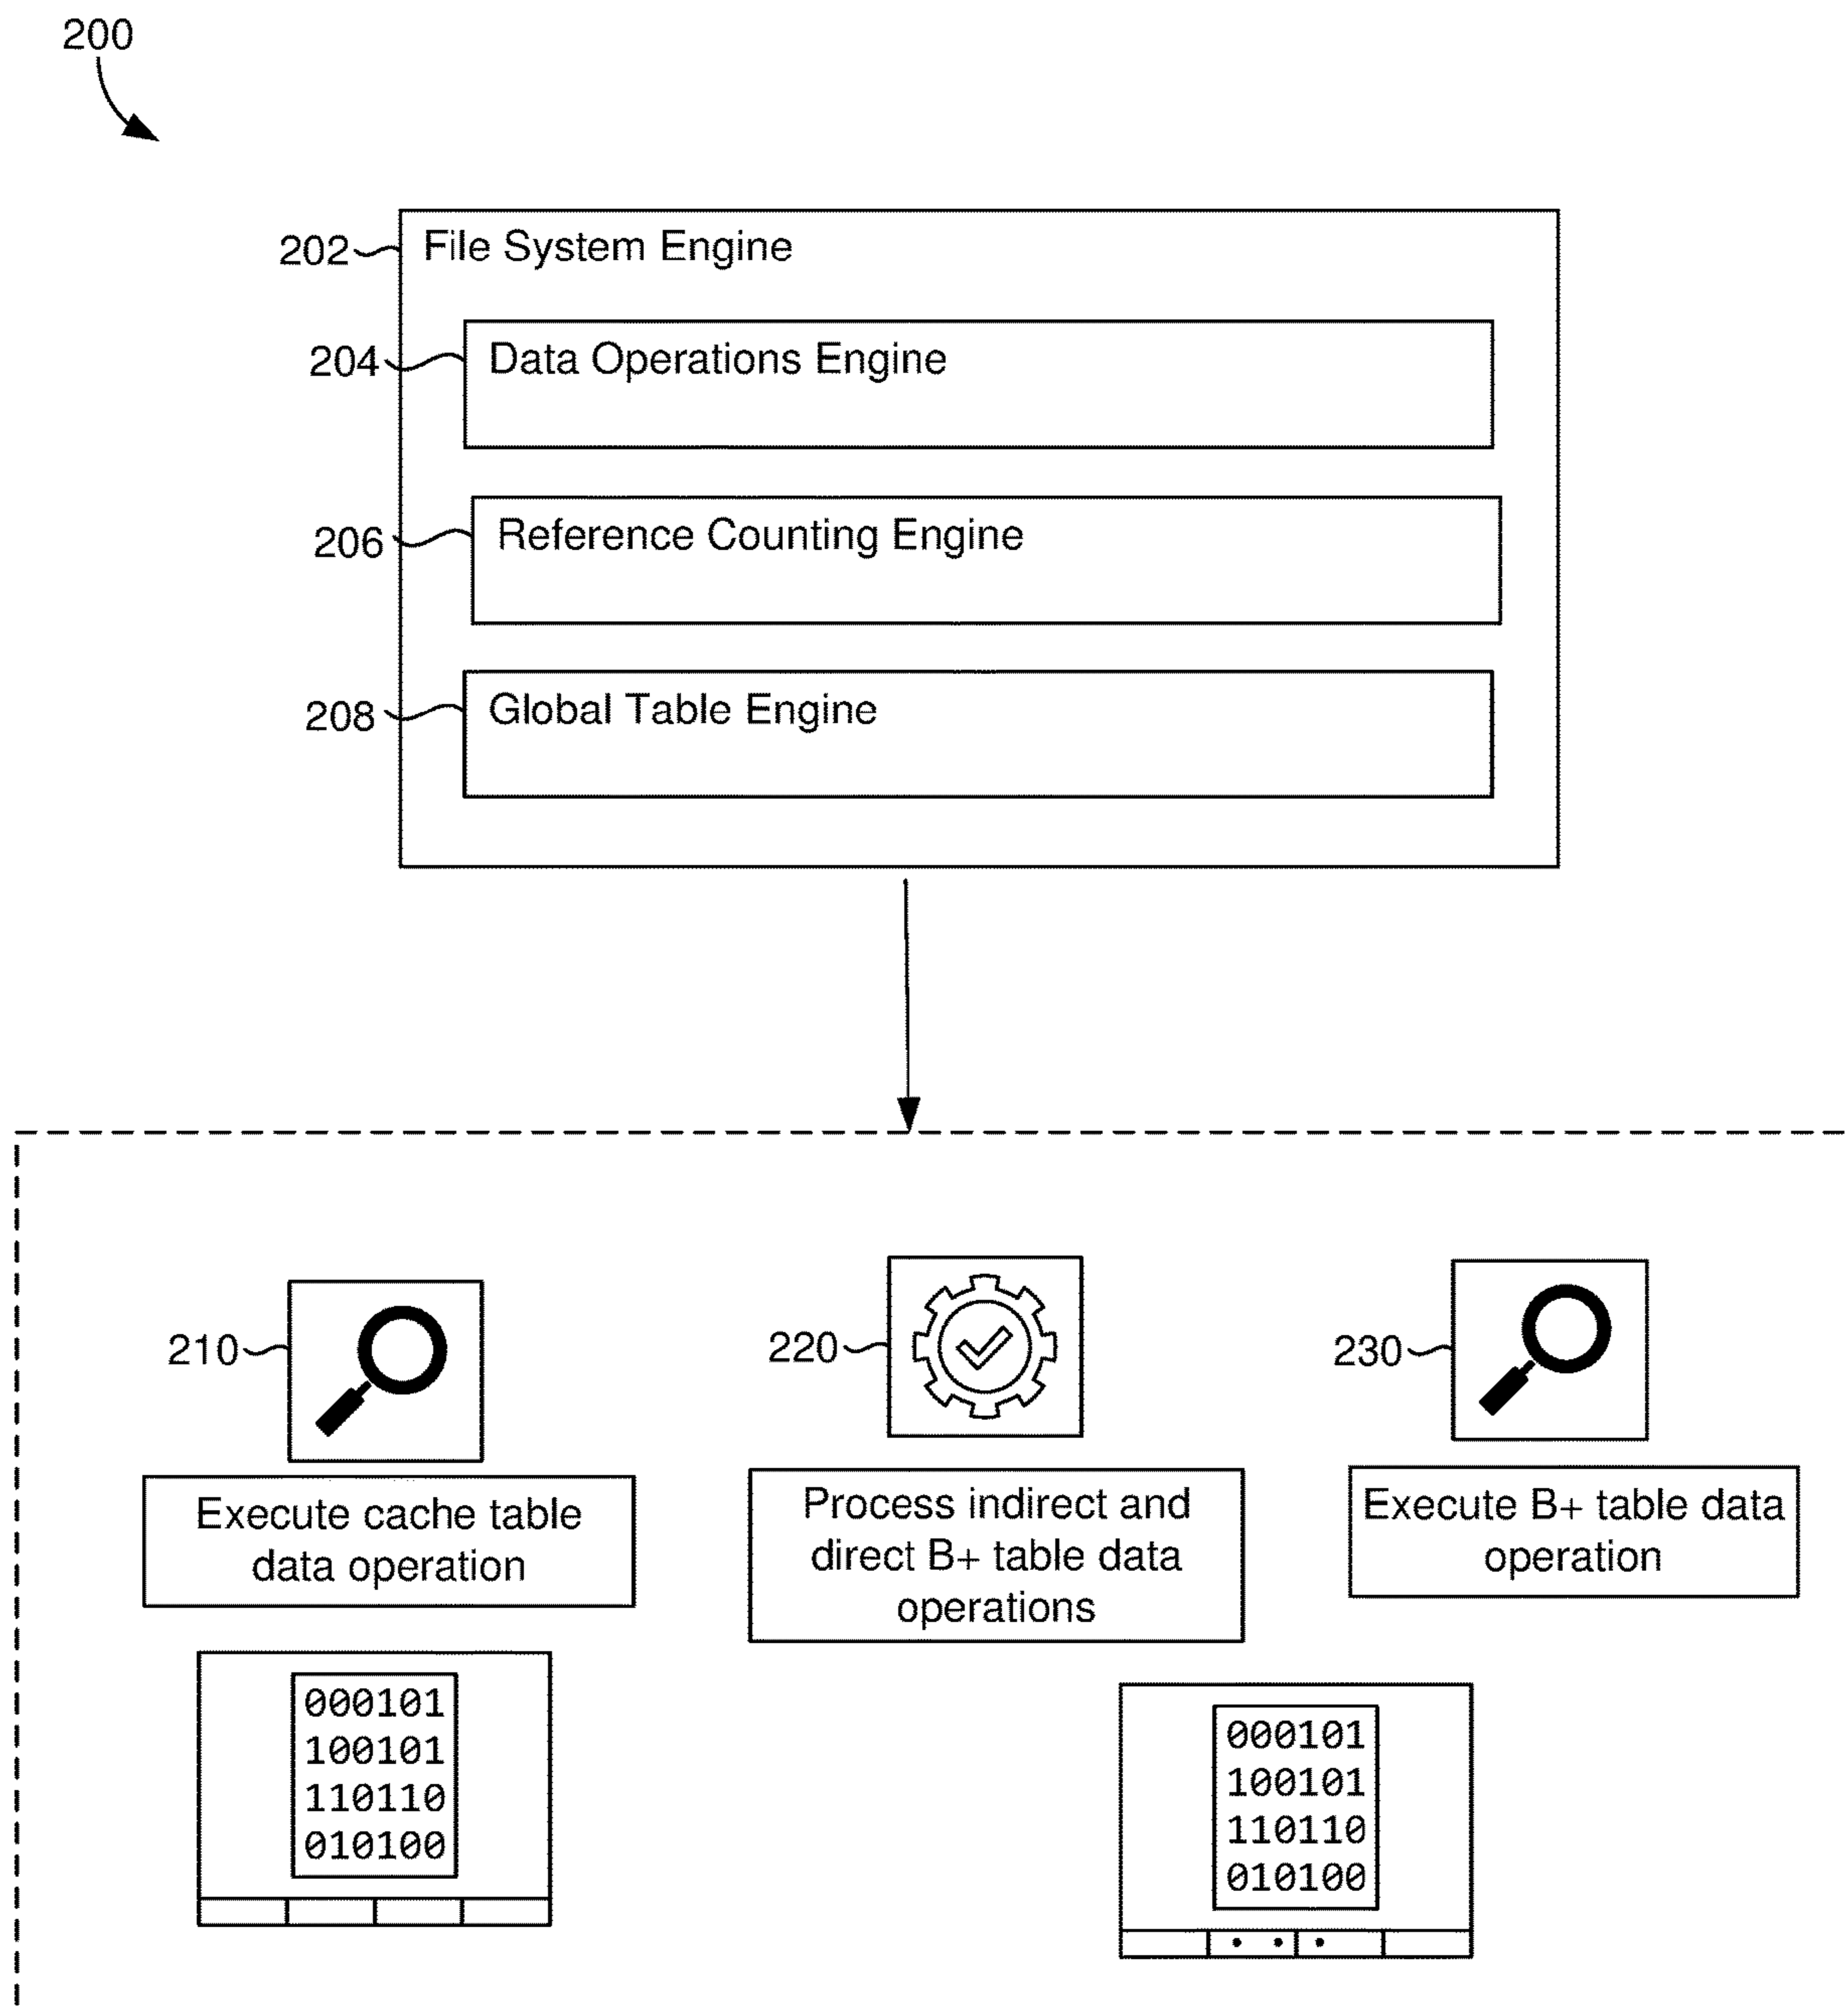 200
202
File System Engine
204
Data Operations Engine
206
Reference Counting Engine
208
Global Table Engine
210
220
230
Execute cache table
data operation
Process indirect and
direct B+ table data
operations
Execute B+ table data
operation
000101
100101
110110
010100
000101
100101
110110
010100